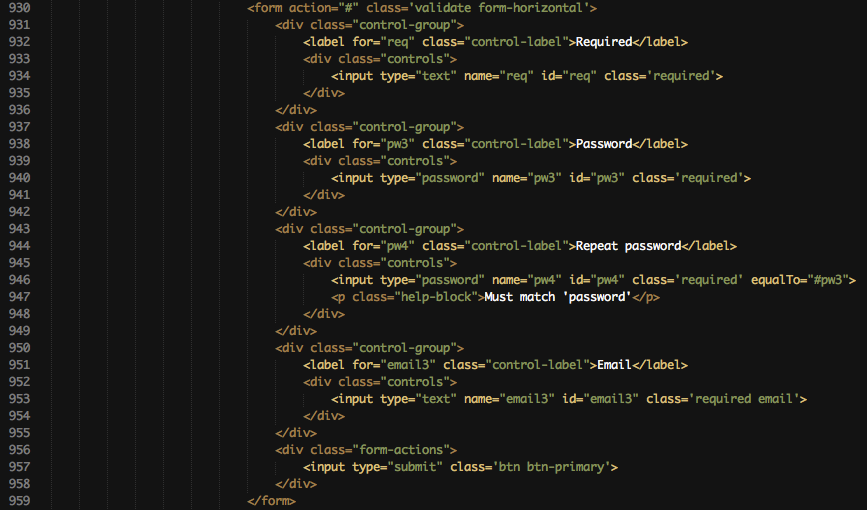 930 <form action="#" class='validate form-horizontal'>
931 <div class="control-group">
932 <label for="req" class="control-label">Required</label>
933 <div class="controls">
934 <input type="text" name="req" id="req" class='required'>
935 </div>
936 </div>
937 <div class="control-group">
938 <label for="pw3" class="control-label">Password</label>
939 <div class="controls">
940 <input type="password" name="pw3" id="pw3" class='required'>
941 </div>
942 </div>
943 <div class="control-group">
944 <label for="pw4" class="control-label">Repeat password</label>
945 <div class="controls">
946 <input type="password" name="pw4" id="pw4" class='required' equalTo="#pw3">
947 <p class="help-block">Must match 'password'</p>
948 </div>
949 </div>
950 <div class="control-group">
951 <label for="email3" class="control-label">Email</label>
952 <div class="controls">
953 <input type="text" name="email3" id="email3" class='required email'>
954 </div>
955 </div>
956 <div class="form-actions">
957 <input type="submit" class='btn btn-primary'>
958 </div>
959 </form>